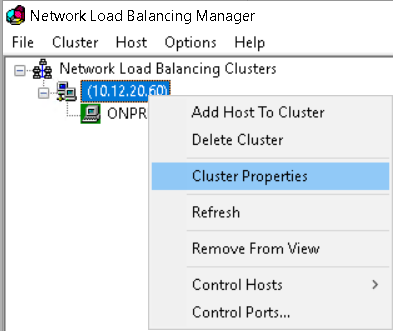 Network Load Balancing Manager
File Cluster Host Options Help
Network Load Balancing Clusters
(10.12.20.60)
ONPR
Add Host To Cluster
Delete Cluster
Cluster Properties
Refresh
Remove From View
Control Hosts
Control Ports...